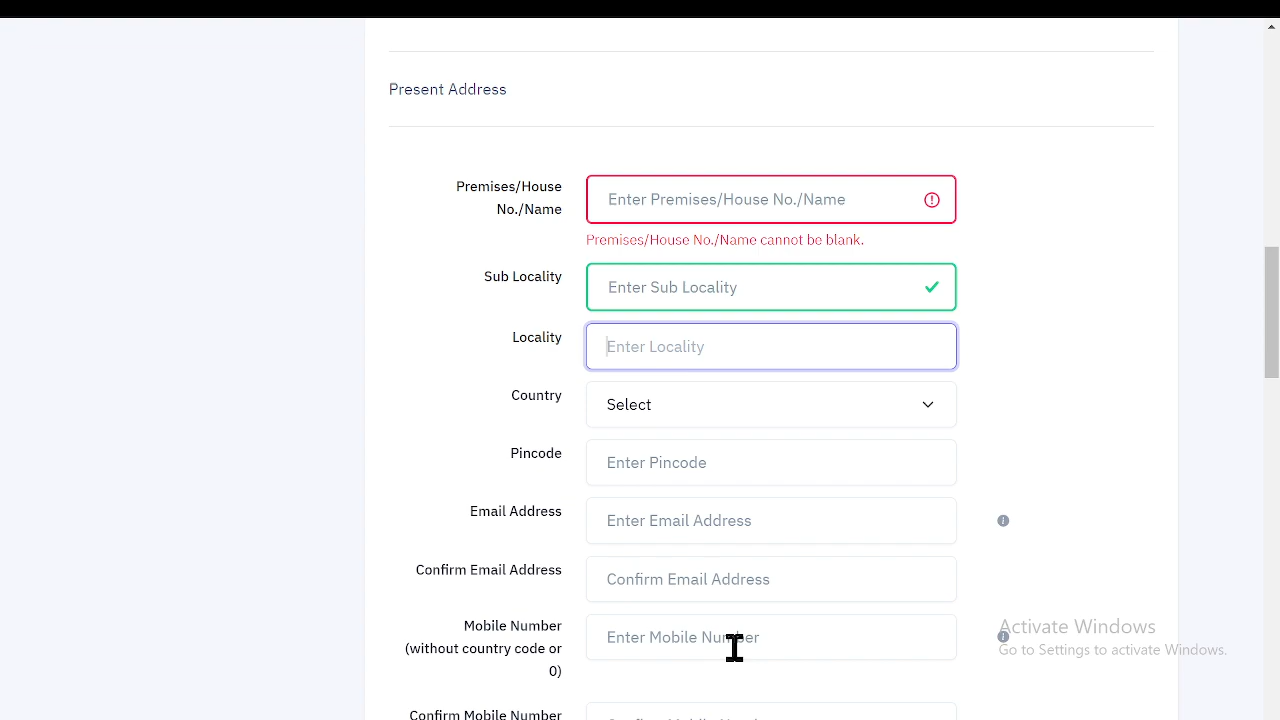 Present Address
Premises/House
No./Name
Enter Premises/House No./Name
Premises/House No./Name cannot be blank.
Sub Locality
Enter Sub Locality
Locality
Enter Locality
Country
Select
Pincode
Enter Pincode
Email Address
Enter Email Address
Confirm Email Address
Confirm Email Address
Mobile Number
(without country code or
0)
Enter Mobile Number
Activate Windows
Go to Settings to activate Windows.
Confirm Mobile Number